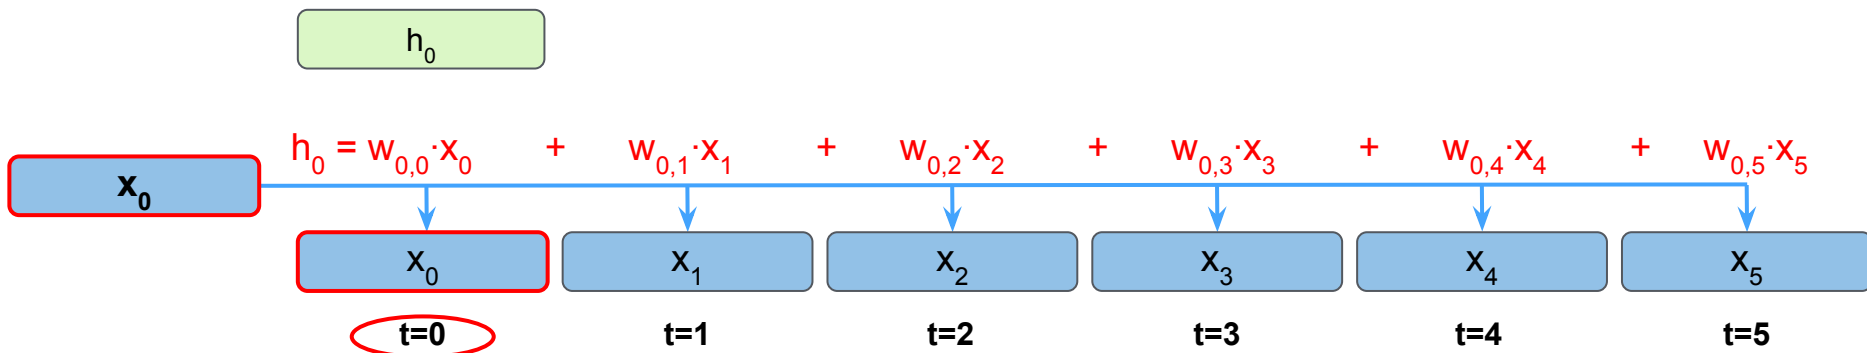 h₀
h₀ = w₀,₀·x₀ + w₀,₁·x₁ + w₀,₂·x₂ + w₀,₃·x₃ + w₀,₄·x₄ + w₀,₅·x₅
x₀
x₀ x₁ x₂ x₃ x₄ x₅
t=0 t=1 t=2 t=3 t=4 t=5